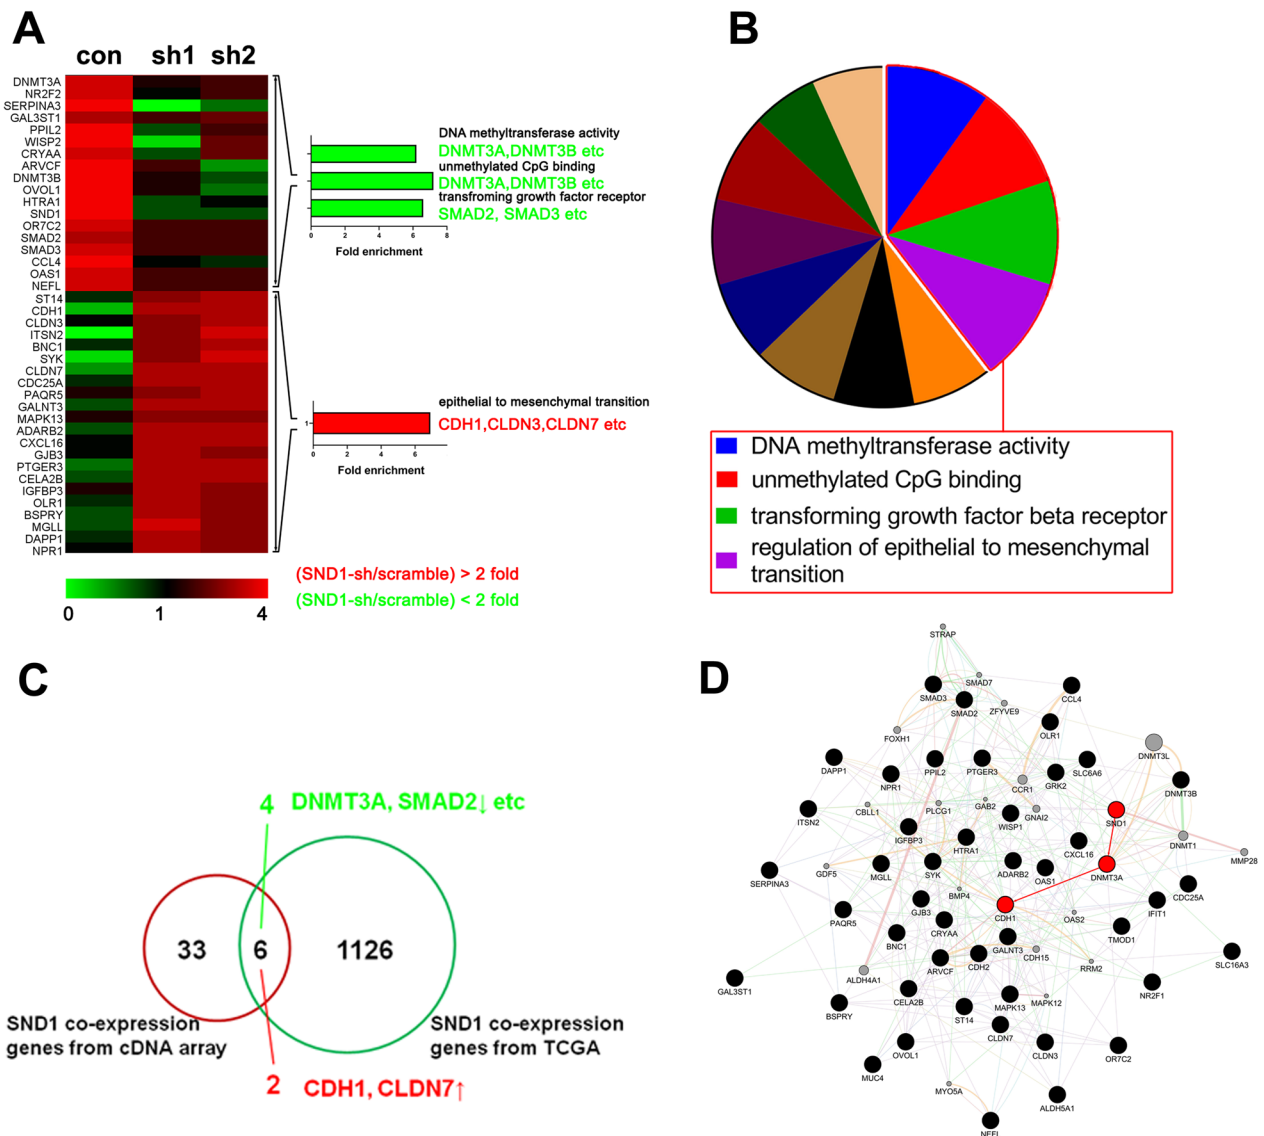 A
con sh1 sh2
DNMT3A
NR2F2
SERPINA3
GAL3ST1
PPIL2
WISP2
CRYAA
ARVCF
DNMT3B
OVOL1
HTRA1
SND1
OR7C2
SMAD2
SMAD3
CCL4
OAS1
NEFL
ST14
CDH1
CLDN3
ITSN2
BNC1
SYK
CLDN7
CDC25A
PAQR5
GALNT3
MAPK13
ADARB2
CXCL16
GJB3
PTGER3
CELA2B
IGFBP3
OLR1
BSPRY
MGLL
DAPP1
NPR1
0 1 4
DNA methyltransferase activity
DNMT3A,DNMT3B etc
unmethylated CpG binding
DNMT3A,DNMT3B etc
transfroming growth factor receptor
SMAD2, SMAD3 etc
0 2 4 6 8
Fold enrichment
epithelial to mesenchymal transition
1
CDH1,CLDN3,CLDN7 etc
0 2 4 6
Fold enrichment
(SND1-sh/scramble) > 2 fold
(SND1-sh/scramble) < 2 fold
B
DNA methyltransferase activity
unmethylated CpG binding
transforming growth factor beta receptor
regulation of epithelial to mesenchymal
transition
C
4 DNMT3A, SMAD2↓ etc
33 6 1126
SND1 co-expression
genes from cDNA array
SND1 co-expression
genes from TCGA
2 CDH1, CLDN7↑
D
STRAP
SMAD7
SMAD3
CCL4
SMAD2
ZFYVE9
OLR1
FOXH1
DNMT3L
DAPP1
PPIL2
PTGER3
SLC6A6
NPR1
CCR1
GRK2
DNMT3B
ITSN2
CBLL1
PLCG1
GAB2
GNAI2
SND1
WISP1
IGFBP3
HTRA1
CXCL16
DNMT1
MMP28
SERPINA3
GDF5
MGLL
SYK
ADARB2
OAS1
DNMT3A
CDC25A
BMP4
PAQR5
GJB3
CDH1
OAS2
IFIT1
CRYAA
TMOD1
BNC1
GALNT3
CDH15
SLC16A3
ARVCF
CDH2
RRM2
ALDH4A1
GAL3ST1
NR2F1
CELA2B
BSPRY
MAPK13
MAPK12
ST14
CLDN7
OVOL1
CLDN3
OR7C2
MUC4
MYO5A
ALDH5A1
NEFL